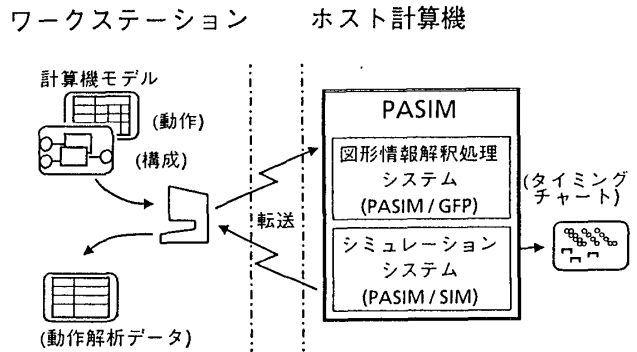 ワークステーション
ホスト計算機
計算機モデル
(動作)
(構成)
転送
(動作解析データ)
PASIM
図形情報解釈処理
システム
(PASIM / GFP)
シミュレーション
システム
(PASIM / SIM)
(タイミング
チャート)